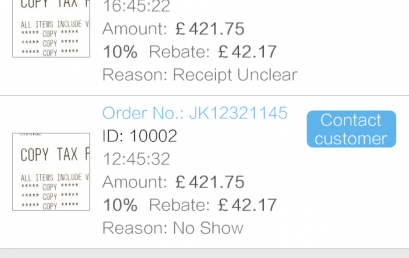 COPY TAX F
16:45:22
ALL ITEMS INCLUDE V
***** COPY *****
***** COPY *****
***** COPY *****
Amount: £421.75
10% Rebate: £42.17
Reason: Receipt Unclear
Order No.: JK12321145
Contact
customer
ID: 10002
12:45:32
COPY TAX F
ALL ITEMS INCLUDE V
***** COPY *****
***** COPY *****
***** COPY *****
Amount: £421.75
10% Rebate: £42.17
Reason: No Show